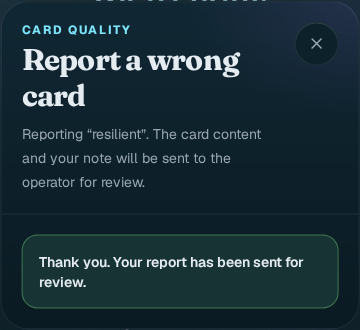 CARD QUALITY
Report a wrong
card
Reporting “resilient”. The card content
and your note will be sent to the
operator for review.
Thank you. Your report has been sent for
review.